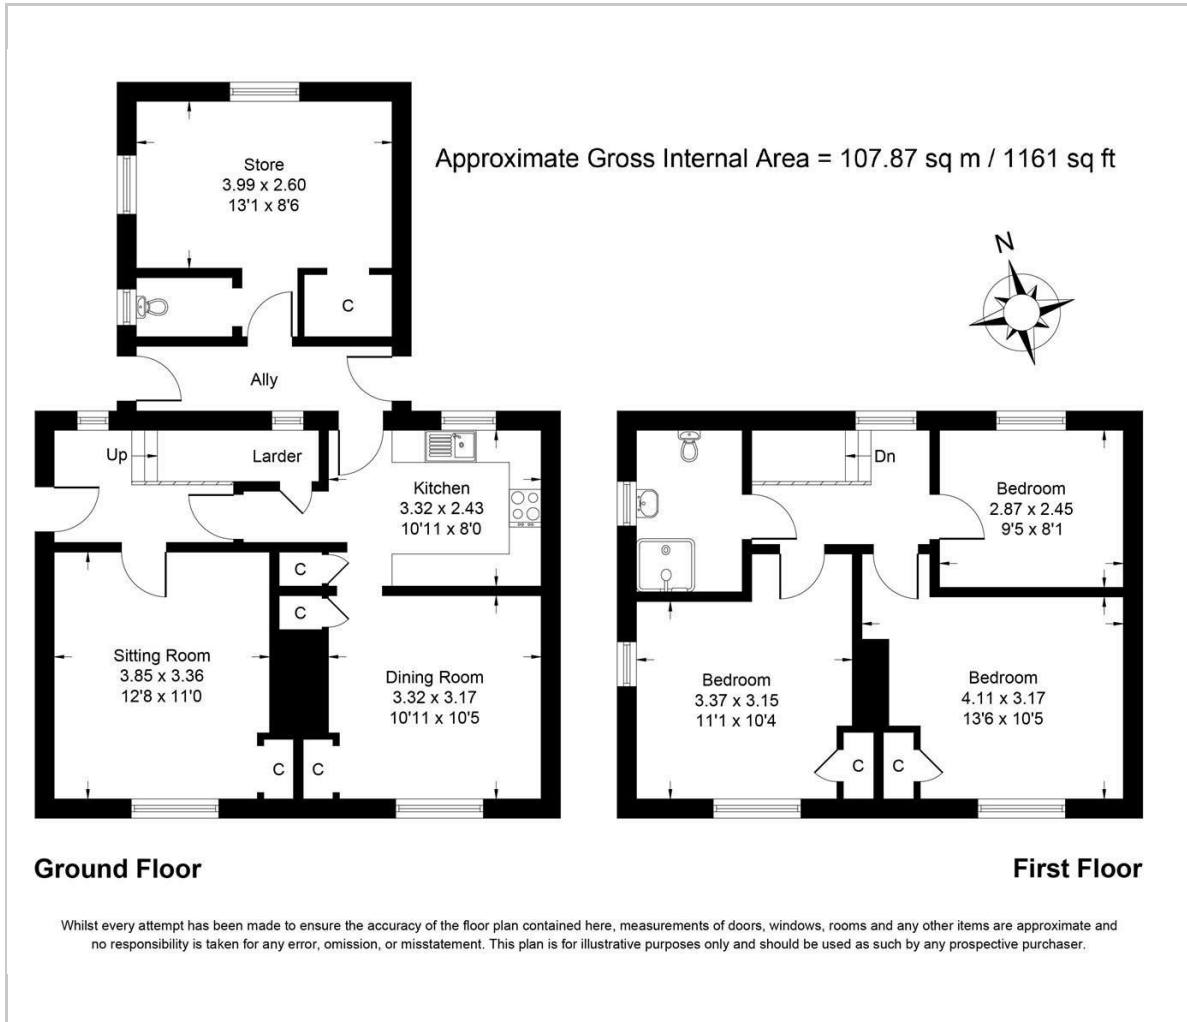 Approximate Gross Internal Area = 107.87 sq m / 1161 sq ft
N
Store
3.99 x 2.60
13'1 x 8'6
C
Ally
Up
Larder
Kitchen
3.32 x 2.43
10'11 x 8'0
C
C
Sitting Room
3.85 x 3.36
12'8 x 11'0
Dining Room
3.32 x 3.17
10'11 x 10'5
C
C
Dn
Bedroom
2.87 x 2.45
9'5 x 8'1
Bedroom
3.37 x 3.15
11'1 x 10'4
Bedroom
4.11 x 3.17
13'6 x 10'5
C
C
Ground Floor
First Floor
Whilst every attempt has been made to ensure the accuracy of the floor plan contained here, measurements of doors, windows, rooms and any other items are approximate and
no responsibility is taken for any error, omission, or misstatement. This plan is for illustrative purposes only and should be used as such by any prospective purchaser.